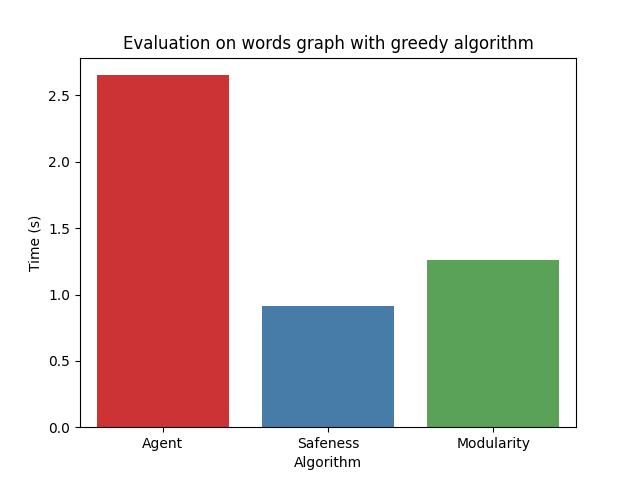 Evaluation on words graph with greedy algorithm
Time (s)
2.5
2.0
1.5
1.0
0.5
0.0
Agent
Safeness
Modularity
Algorithm